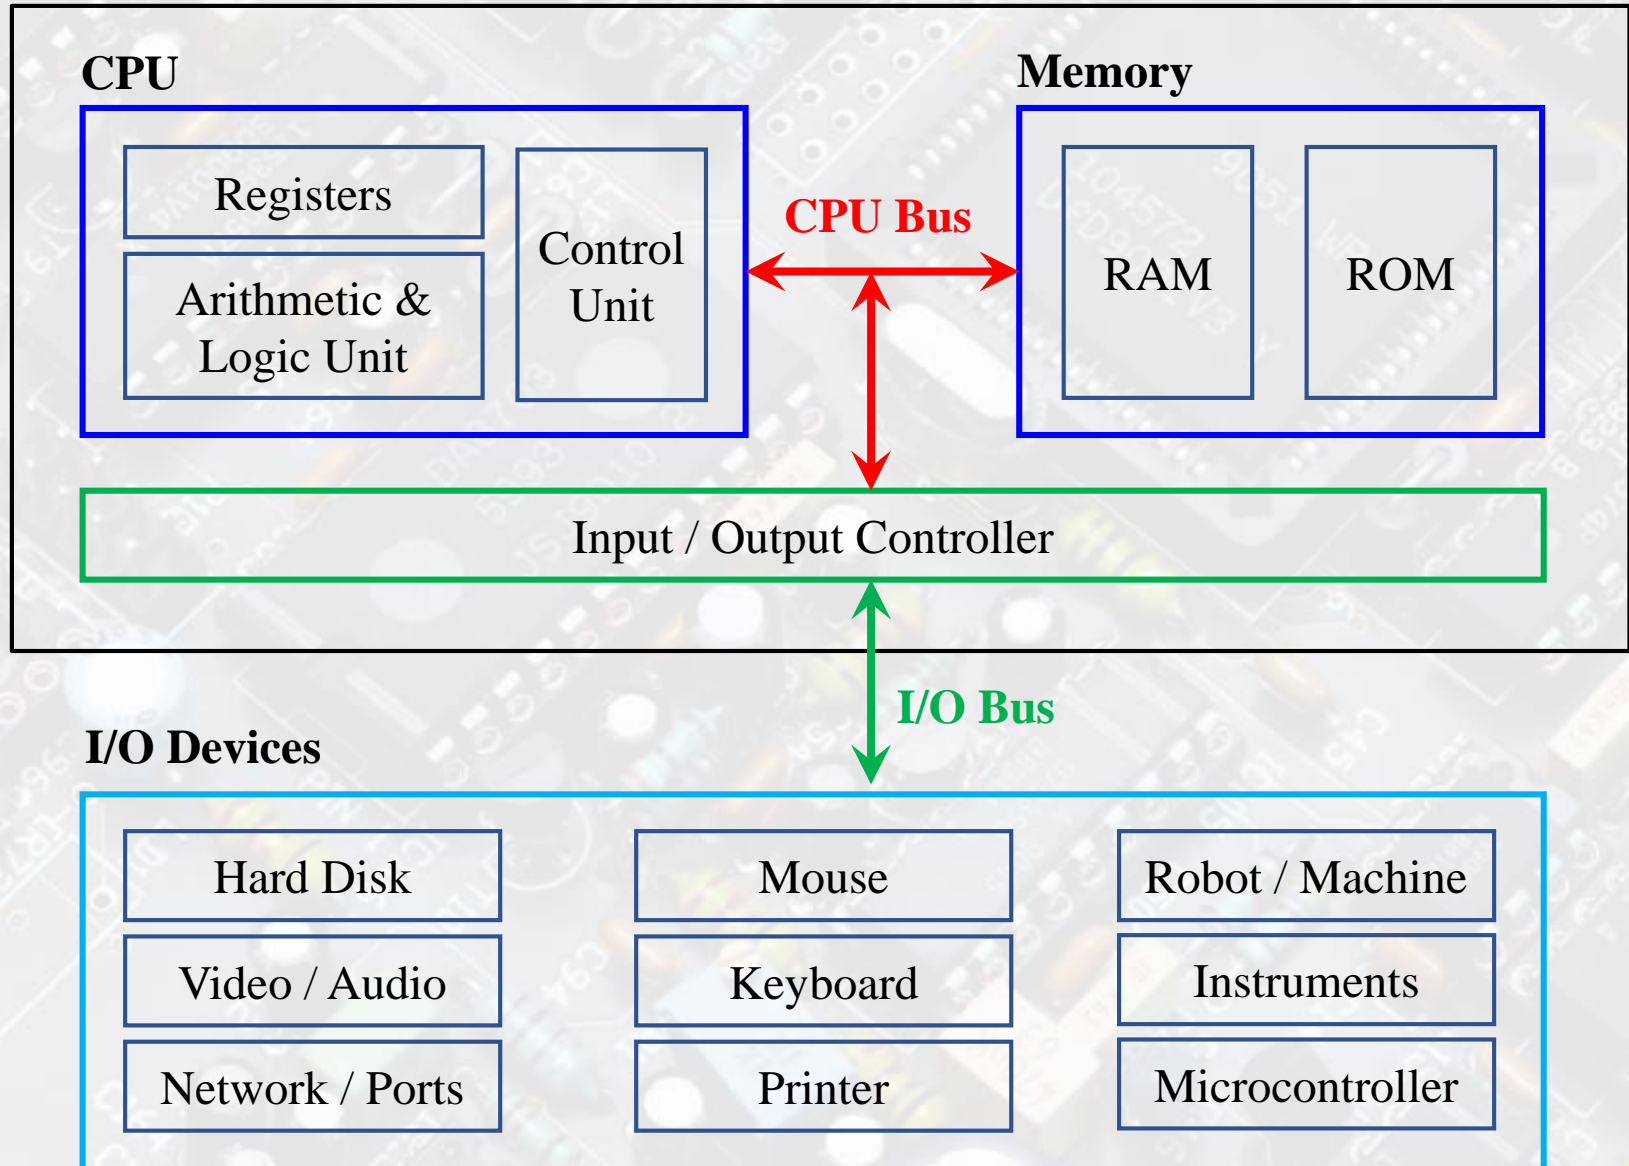 CPU
Memory
Registers
Arithmetic &
Logic Unit
Control
Unit
CPU Bus
RAM
ROM
Input / Output Controller
I/O Bus
I/O Devices
Hard Disk
Mouse
Robot / Machine
Video / Audio
Keyboard
Instruments
Network / Ports
Printer
Microcontroller